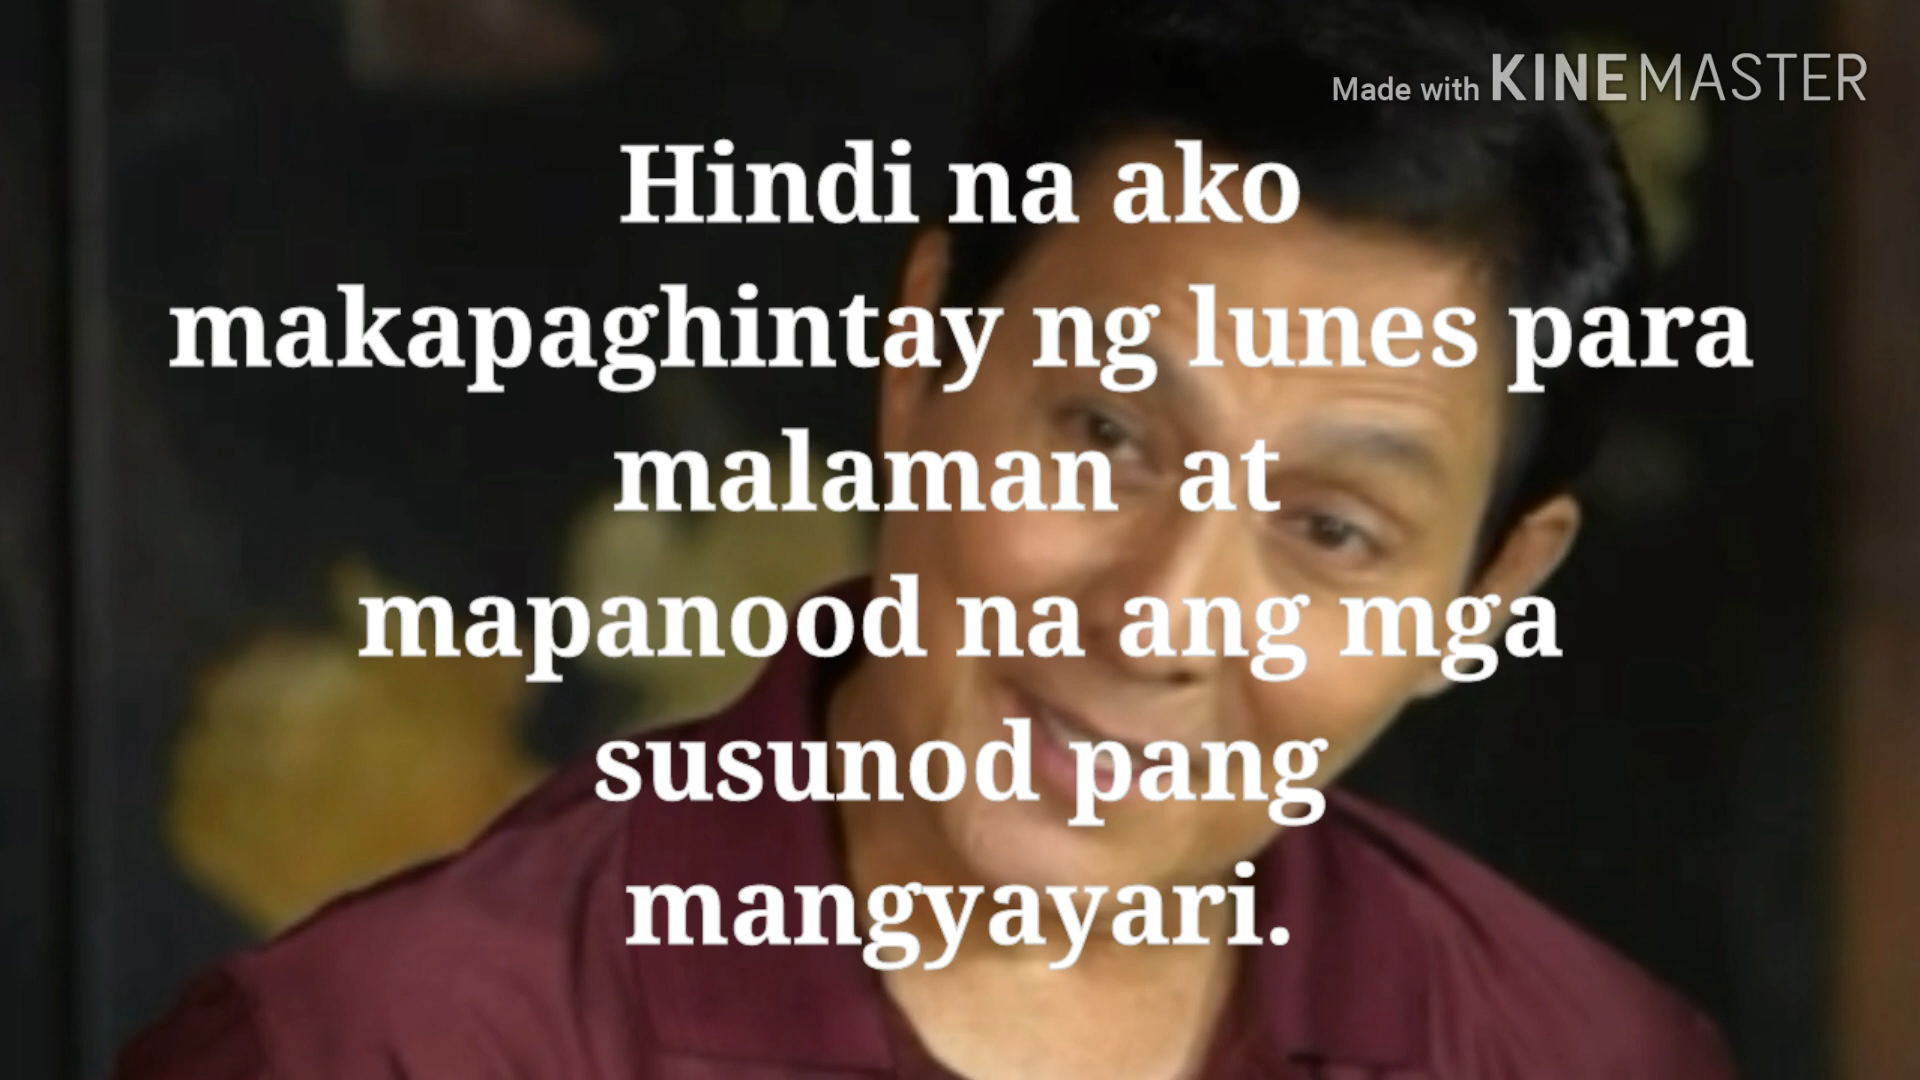 Made with KINEMASTER
Hindi na ako
makapaghintay ng lunes para
malaman at
mapanood na ang mga
susunod pang
mangyayari.